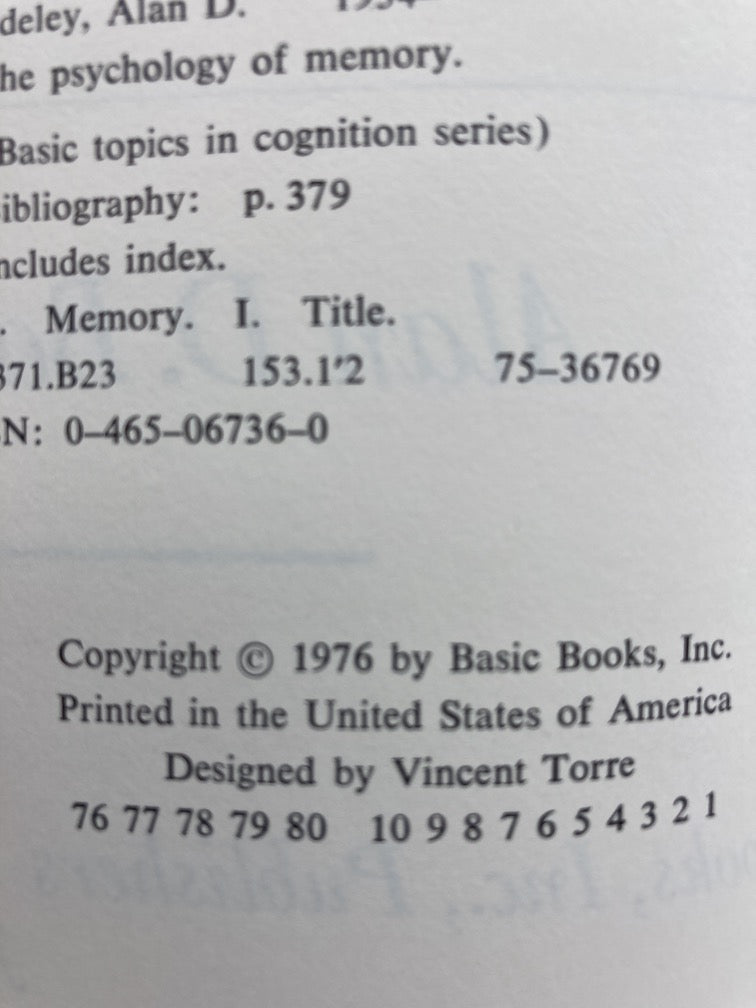 deley, Alan D. 1934–
he psychology of memory.
Basic topics in cognition series)
ibliography: p. 379
ncludes index.
. Memory. I. Title.
371.B23 153.1'2 75–36769
N: 0–465–06736–0
Copyright © 1976 by Basic Books, Inc.
Printed in the United States of America
Designed by Vincent Torre
76 77 78 79 80 10 9 8 7 6 5 4 3 2 1